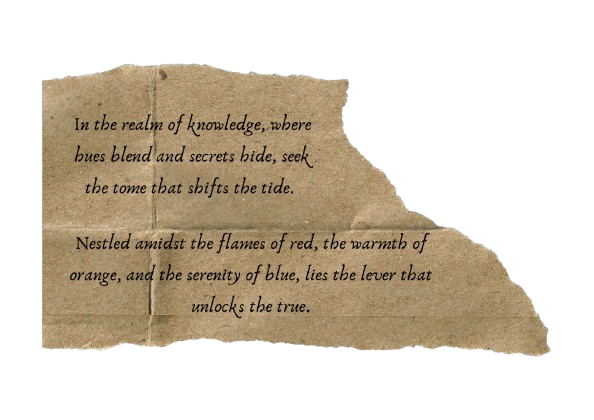 In the realm of knowledge, where
hues blend and secrets hide, seek
the tome that shifts the tide.
Nestled amidst the flames of red, the warmth of
orange, and the serenity of blue, lies the lever that
unlocks the true.